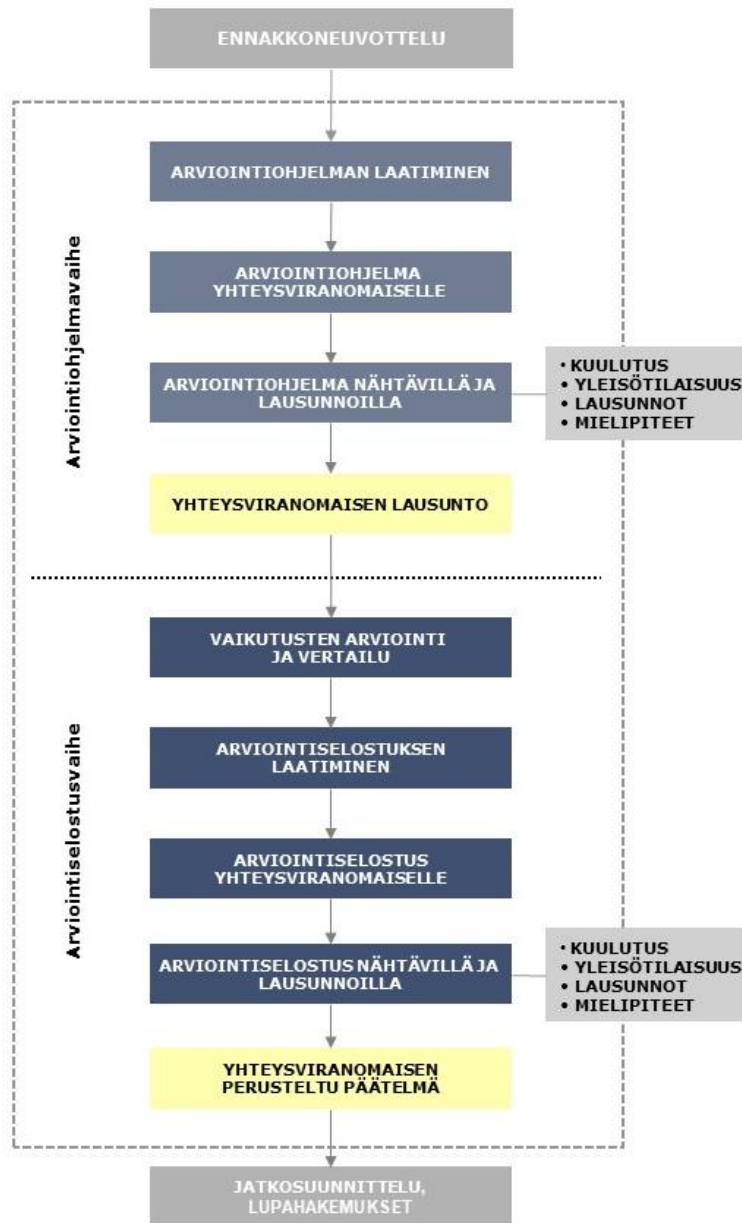 ENNAKKONEUVOTTELU
Arviointiohjelmavaihe
ARVIOINTIOHJELMAN LAATIMINEN
ARVIOINTIOHJELMA
YHTEYSVIRANOMAISELLE
ARVIOINTIOHJELMA NÄHTÄVILLÄ JA
LAUSUNNOILLA
• KUULUTUS
• YLEISÖTILAISUUS
• LAUSUNNOT
• MIELIPITEET
YHTEYSVIRANOMAISEN LAUSUNTO
Arviointiselostusvaihe
VAIKUTUSTEN ARVIOINTI
JA VERTAILU
ARVIOINTISELOSTUKSEN
LAATIMINEN
ARVIOINTISELOSTUS
YHTEYSVIRANOMAISELLE
ARVIOINTISELOSTUS NÄHTÄVILLÄ JA
LAUSUNNOILLA
• KUULUTUS
• YLEISÖTILAISUUS
• LAUSUNNOT
• MIELIPITEET
YHTEYSVIRANOMAISEN
PERUSTELTU PÄÄTELMÄ
JATKOSUUNNITTELU,
LUPAHAKEMUKSET